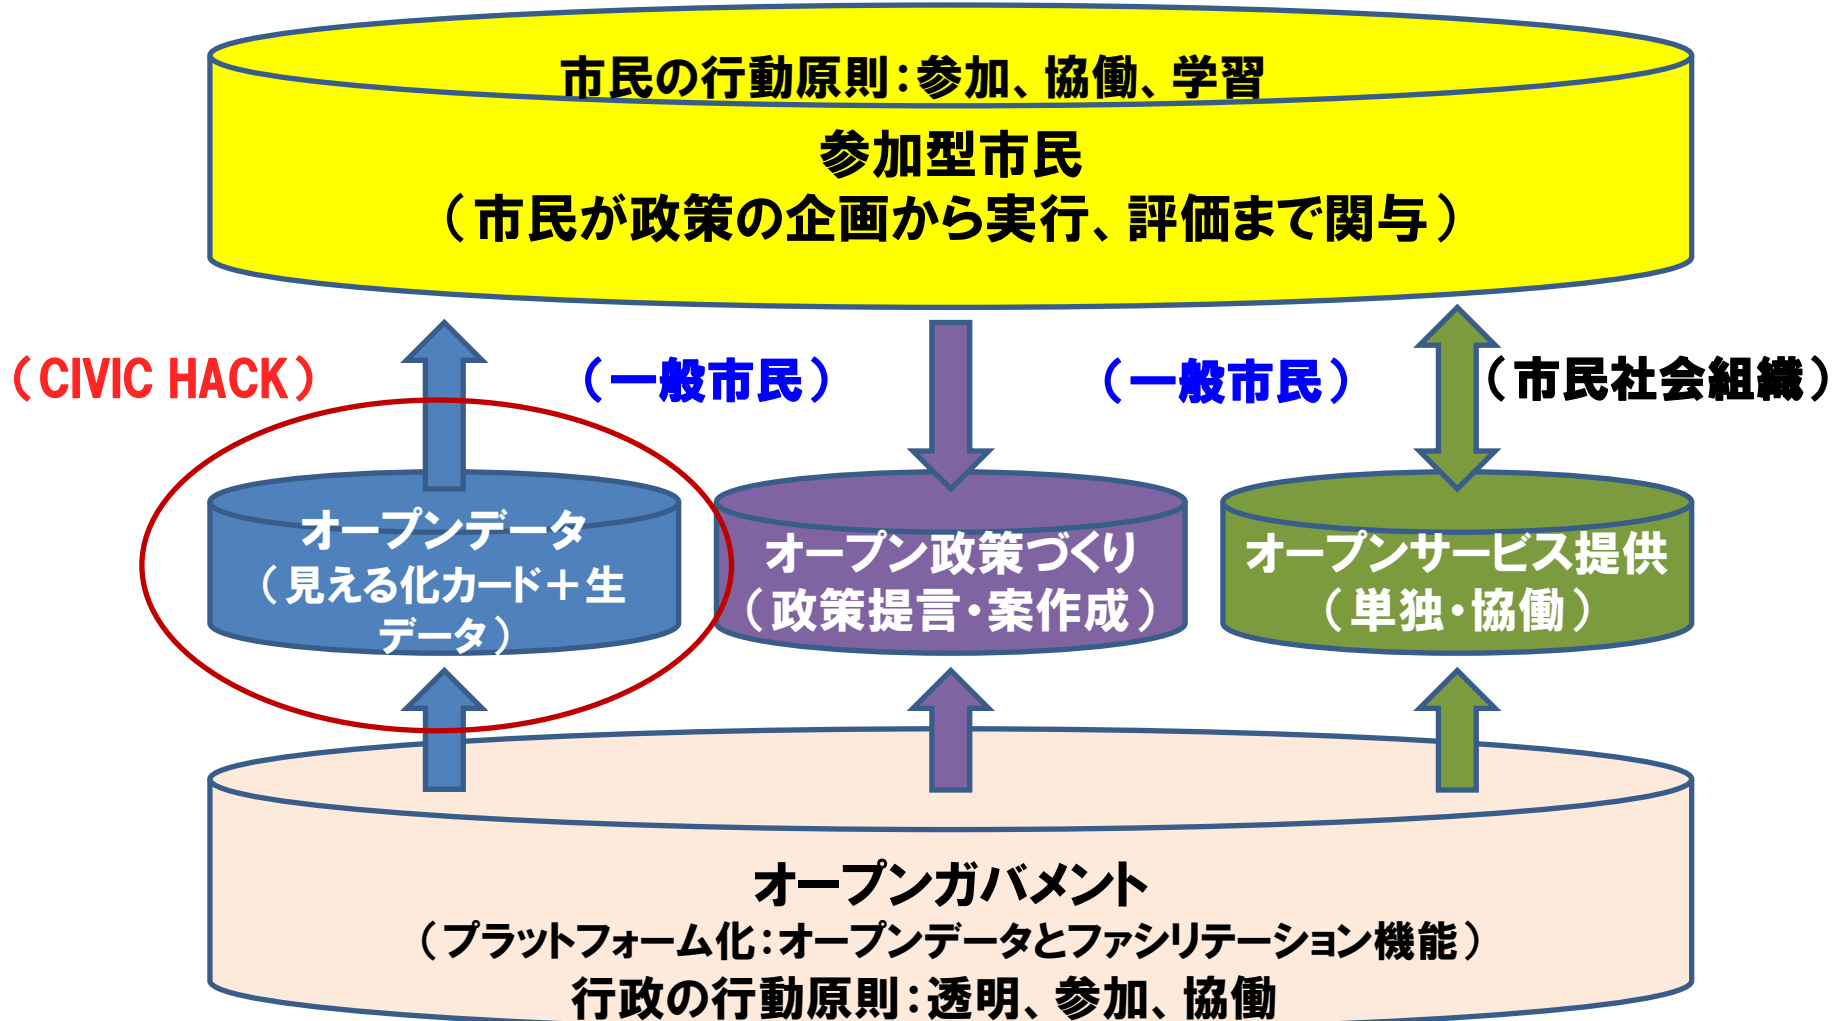 市民の行動原則：参加、協働、学習
参加型市民
（市民が政策の企画から実行、評価まで関与）
（CIVIC HACK）
（一般市民）
（一般市民）
（市民社会組織）
オープンデータ
（見える化カード＋生
データ）
オープン政策づくり
（政策提言・案作成）
オープンサービス提供
（単独・協働）
オープンガバメント
（プラットフォーム化：オープンデータとファシリテーション機能）
行政の行動原則：透明、参加、協働